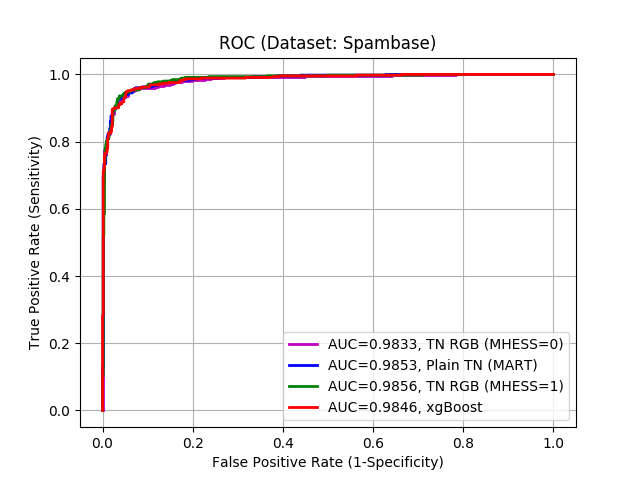 ROC (Dataset: Spambase)
1.0
0.8
0.6
0.4
0.2
0.0
True Positive Rate (Sensitivity)
AUC=0.9833, TN RGB (MHESS=0)
AUC=0.9853, Plain TN (MART)
AUC=0.9856, TN RGB (MHESS=1)
AUC=0.9846, xgBoost
0.0 0.2 0.4 0.6 0.8 1.0
False Positive Rate (1-Specificity)